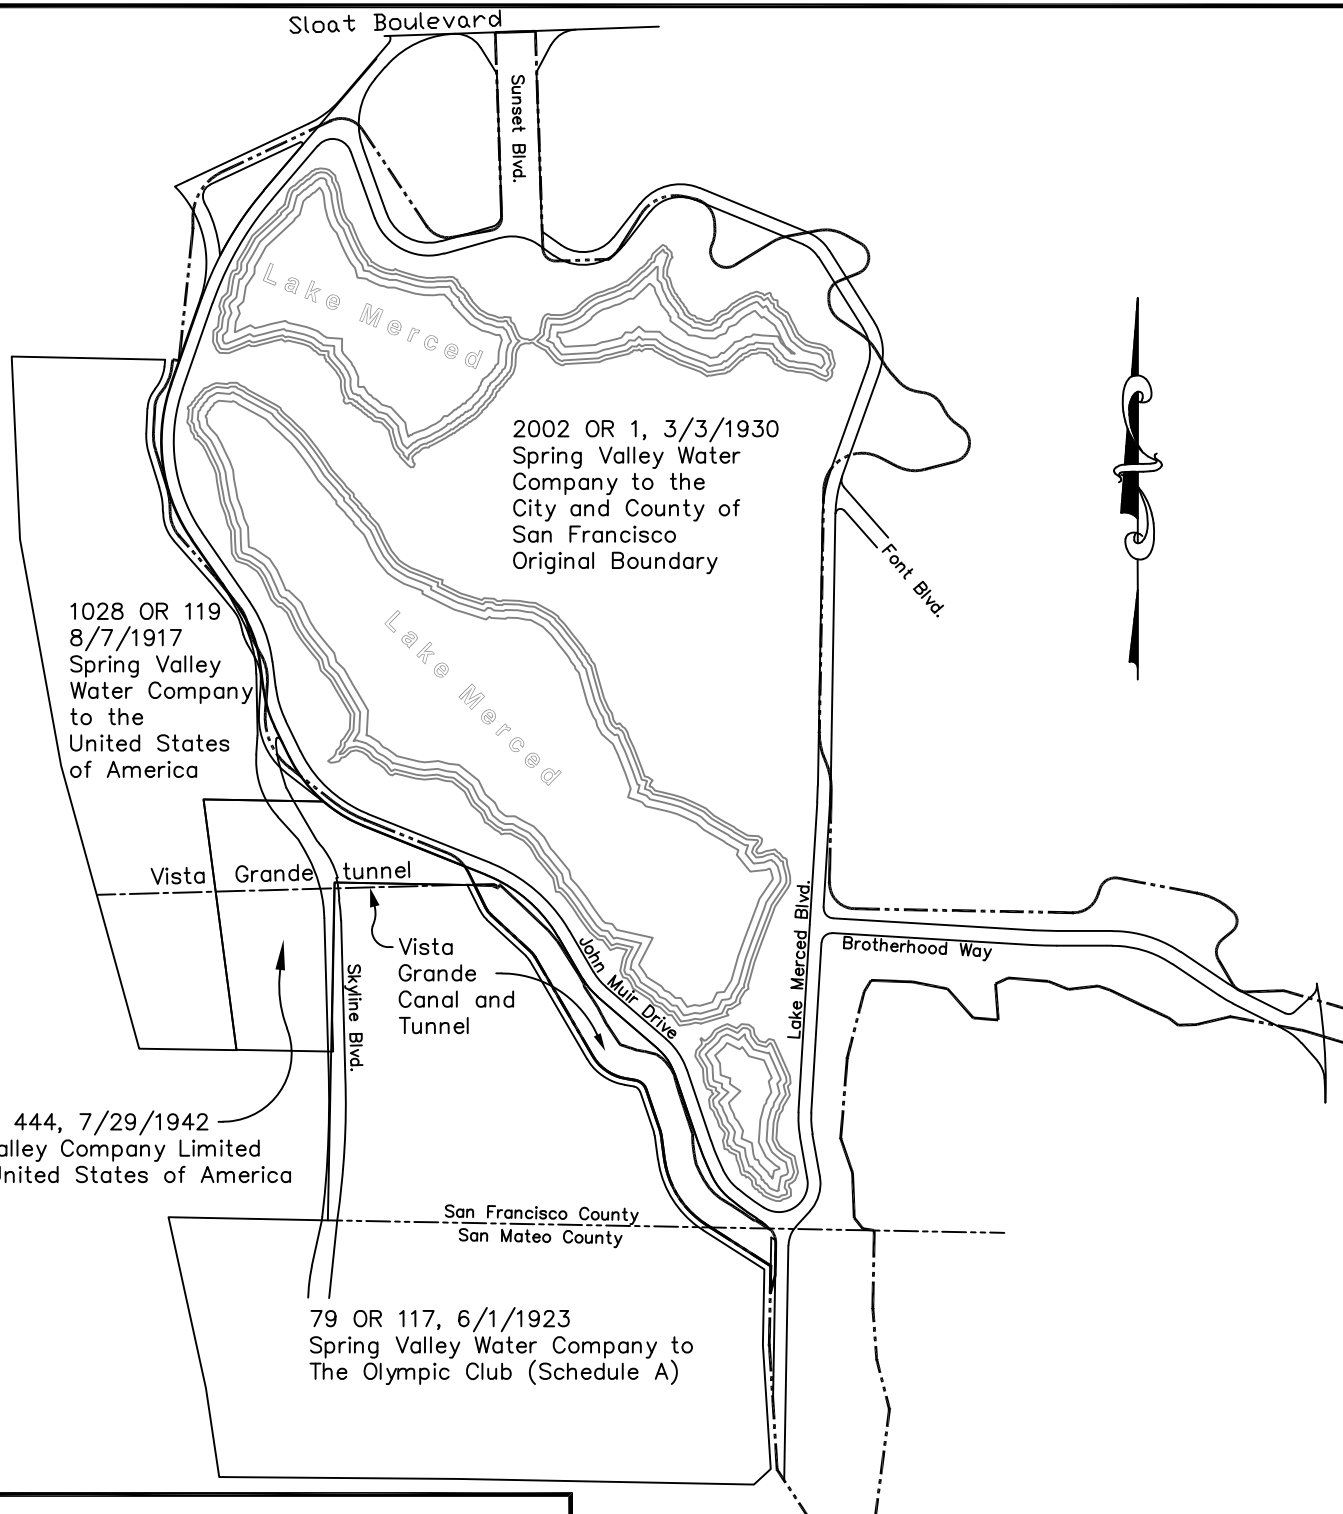 Sloat Boulevard
Sunset Blvd.
Lake Merced
2002 OR 1, 3/3/1930
Spring Valley Water
Company to the
City and County of
San Francisco
Original Boundary
Font Blvd.
1028 OR 119
8/7/1917
Spring Valley
Water Company
to the
United States
of America
Lake Merced
Vista Grande tunnel
Vista
Grande
Canal and
Tunnel
Skyline Blvd.
John Muir Drive
Lake Merced Blvd.
Brotherhood Way
444, 7/29/1942
alley Company Limited
United States of America
San Francisco County
San Mateo County
79 OR 117, 6/1/1923
Spring Valley Water Company to
The Olympic Club (Schedule A)